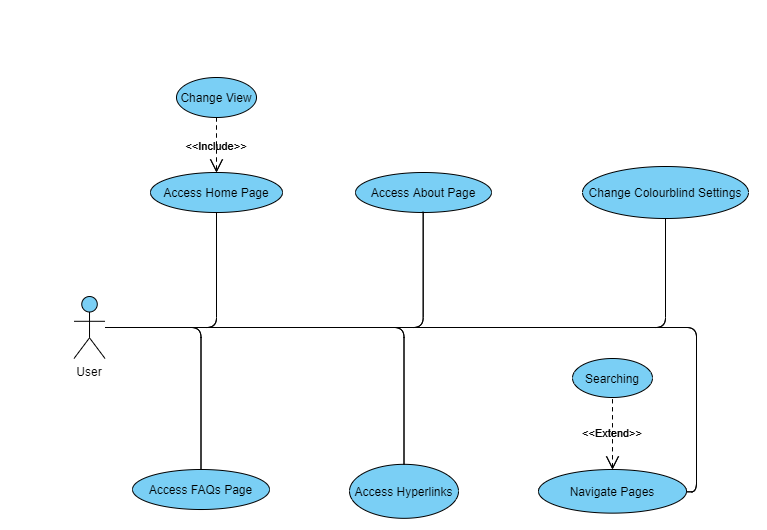 Change View
<<Include>>
Access Home Page
Access About Page
Change Colourblind Settings
User
Searching
<<Extend>>
Access FAQs Page
Access Hyperlinks
Navigate Pages